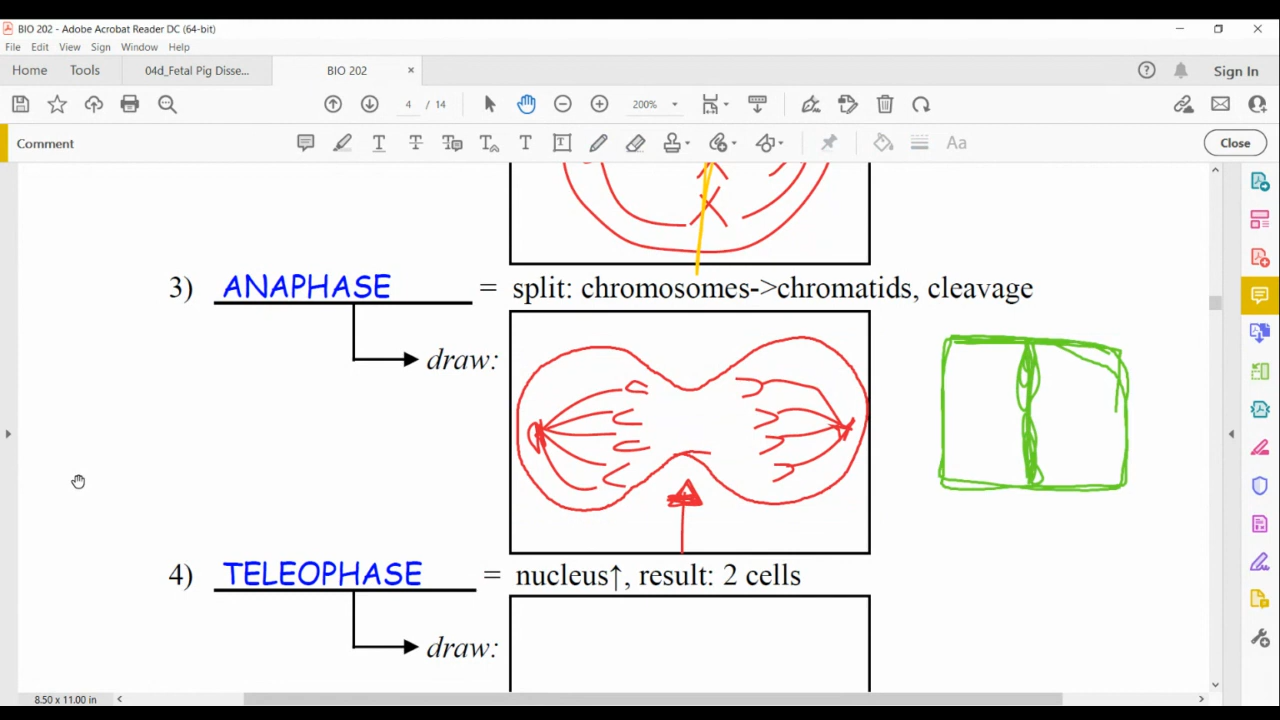 BIO 202 - Adobe Acrobat Reader DC (64-bit)
File Edit View Sign Window Help
Home Tools 04d_Fetal Pig Disse... BIO 202 × Sign In
4 / 14 200%
Comment Close
3) ANAPHASE = split: chromosomes->chromatids, cleavage
draw:
4) TELEOPHASE = nucleus↑, result: 2 cells
draw:
8.50 x 11.00 in